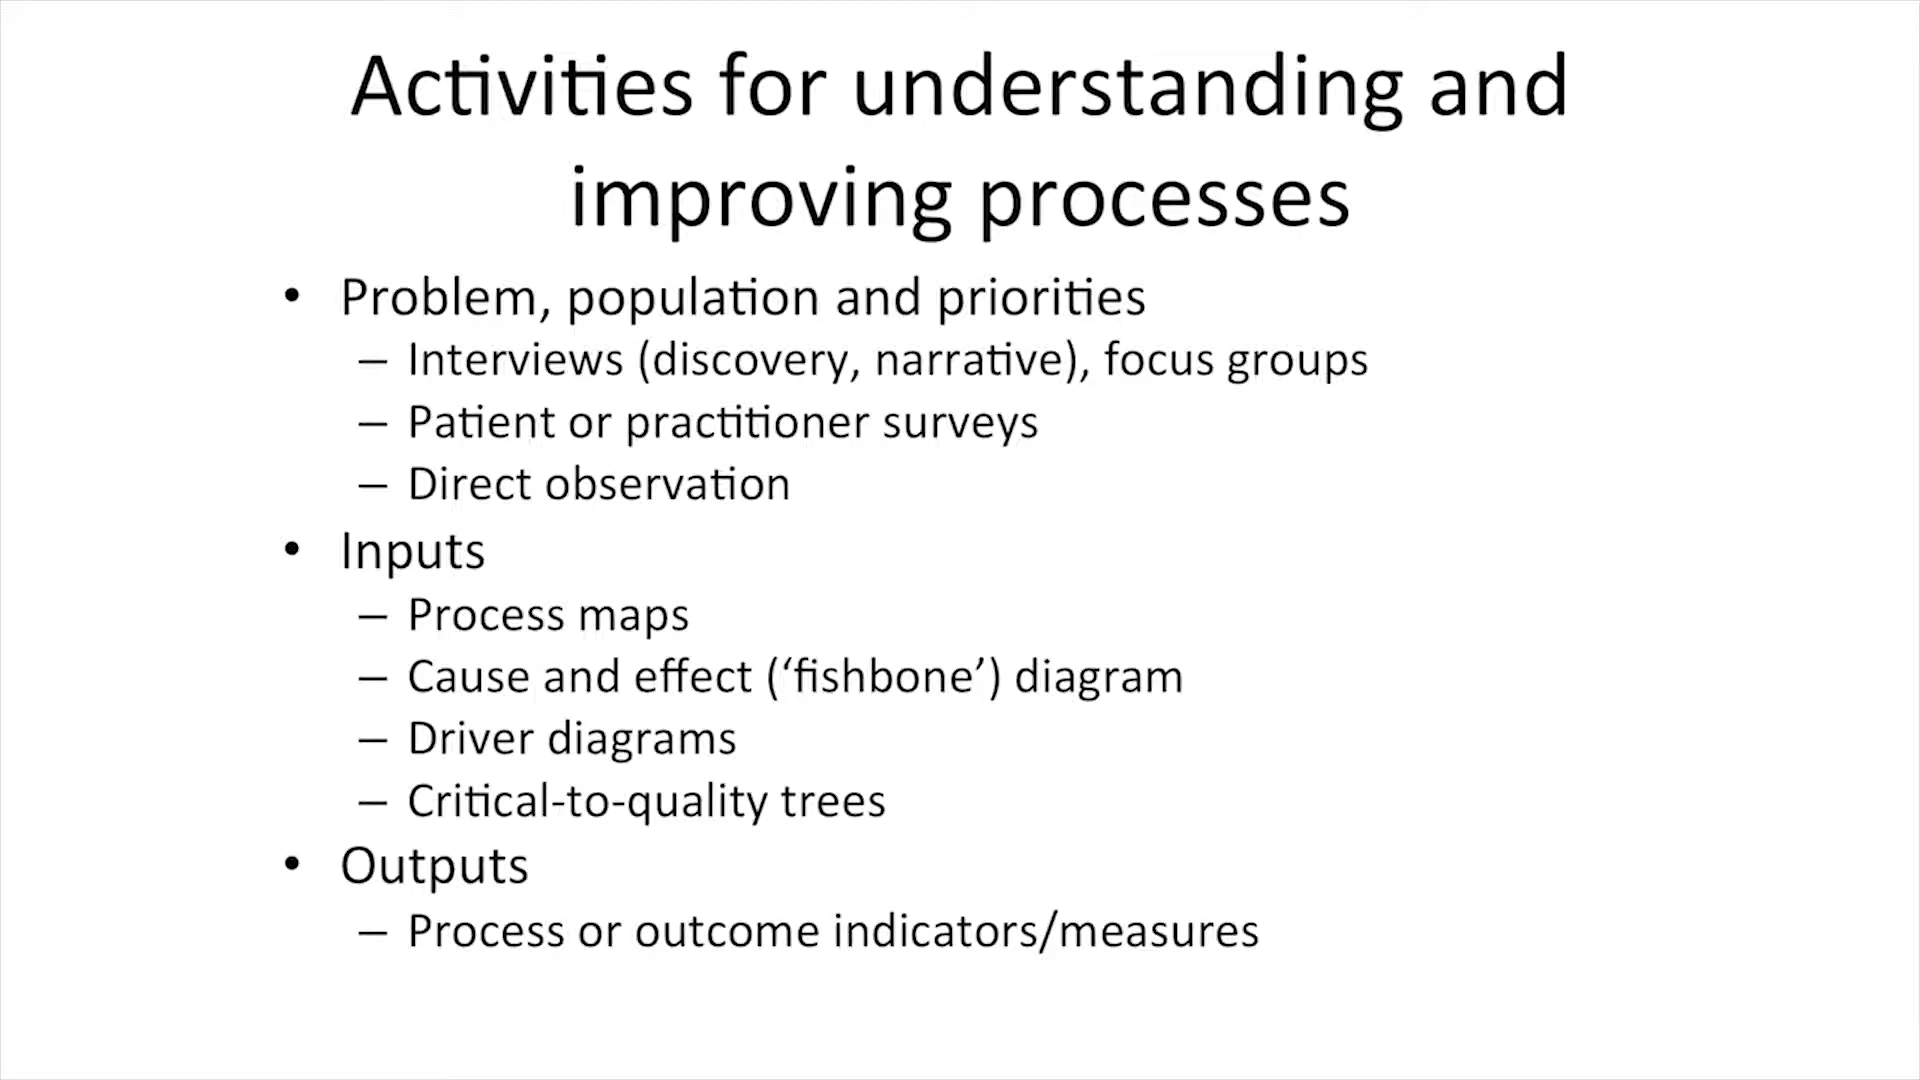 Activities for understanding and
improving processes
• Problem, population and priorities
– Interviews (discovery, narrative), focus groups
– Patient or practitioner surveys
– Direct observation
• Inputs
– Process maps
– Cause and effect (‘fishbone’) diagram
– Driver diagrams
– Critical-to-quality trees
• Outputs
– Process or outcome indicators/measures